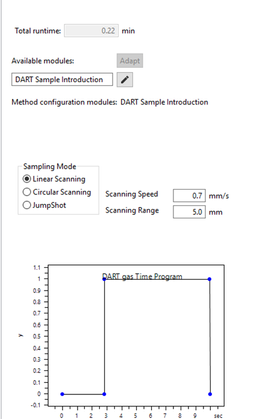 Total runtime: 0.22 min
Available modules: Adapt
DART Sample Introduction
Method configuration modules: DART Sample Introduction
Sampling Mode
Linear Scanning
Circular Scanning
JumpShot
Scanning Speed 0.7 mm/s
Scanning Range 5.0 mm
DART gas Time Program
1.1
1
0.9
0.8
0.7
0.6
0.5
0.4
0.3
0.2
0.1
0
-0.1
y
0 1 2 3 4 5 6 7 8 9 sec